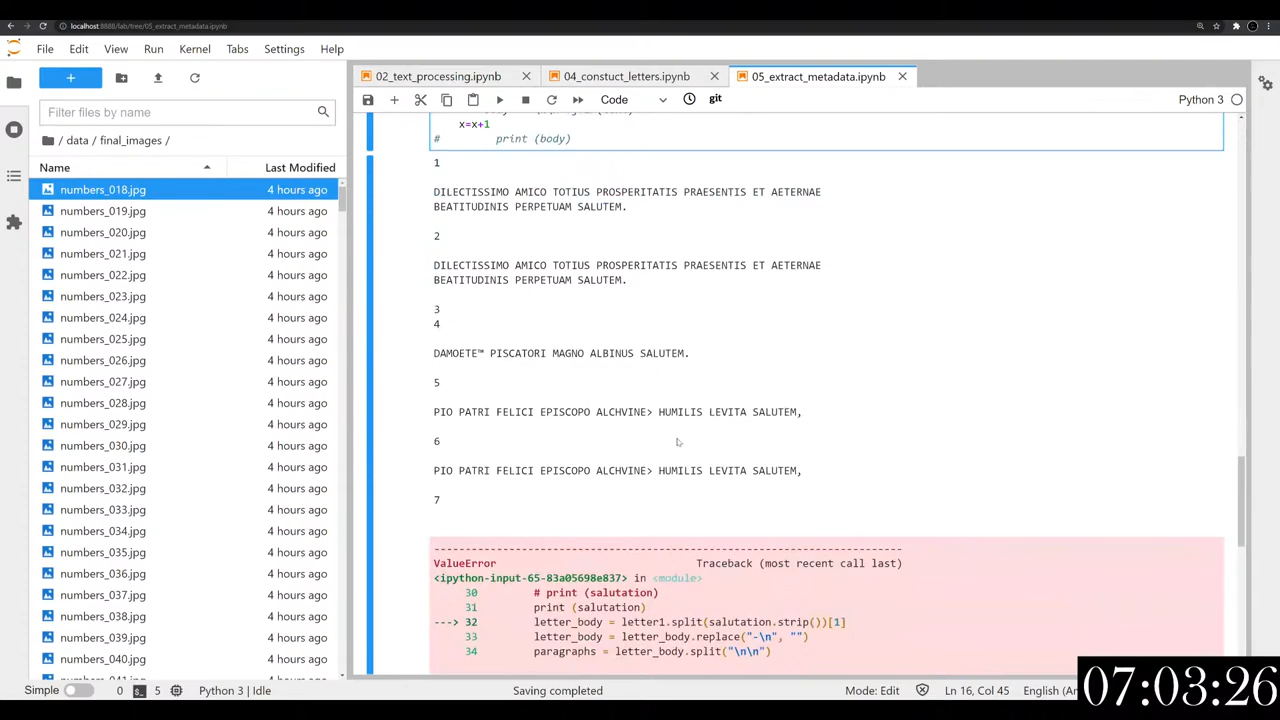 localhost:8888/lab/tree/05_extract_metadata.ipynb
File Edit View Run Kernel Tabs Settings Help
02_text_processing.ipynb 04_constuct_letters.ipynb 05_extract_metadata.ipynb
Filter files by name
Code
git
Python 3
/ data / final_images /
Name Last Modified
numbers_018.jpg 4 hours ago
numbers_019.jpg 4 hours ago
numbers_020.jpg 4 hours ago
numbers_021.jpg 4 hours ago
numbers_022.jpg 4 hours ago
numbers_023.jpg 4 hours ago
numbers_024.jpg 4 hours ago
numbers_025.jpg 4 hours ago
numbers_026.jpg 4 hours ago
numbers_027.jpg 4 hours ago
numbers_028.jpg 4 hours ago
numbers_029.jpg 4 hours ago
numbers_030.jpg 4 hours ago
numbers_031.jpg 4 hours ago
numbers_032.jpg 4 hours ago
numbers_033.jpg 4 hours ago
numbers_034.jpg 4 hours ago
numbers_035.jpg 4 hours ago
numbers_036.jpg 4 hours ago
numbers_037.jpg 4 hours ago
numbers_038.jpg 4 hours ago
numbers_039.jpg 4 hours ago
numbers_040.jpg 4 hours ago
x=x+1
# print (body)
1
DILECTISSIMO AMICO TOTIUS PROSPERITATIS PRAESENTIS ET AETERNAE
BEATITUDINIS PERPETUAM SALUTEM.
2
DILECTISSIMO AMICO TOTIUS PROSPERITATIS PRAESENTIS ET AETERNAE
BEATITUDINIS PERPETUAM SALUTEM.
3
4
DAMOETE™ PISCATORI MAGNO ALBINUS SALUTEM.
5
PIO PATRI FELICI EPISCOPO ALCHVINE> HUMILIS LEVITA SALUTEM,
6
PIO PATRI FELICI EPISCOPO ALCHVINE> HUMILIS LEVITA SALUTEM,
7
---------------------------------------------------------------------------
ValueError Traceback (most recent call last)
<ipython-input-65-83a05698e837> in <module>
30 # print (salutation)
31 print (salutation)
---> 32 letter_body = letter1.split(salutation.strip())[1]
33 letter_body = letter_body.replace("-\n", "")
34 paragraphs = letter_body.split("\n\n")
Simple 0 5 Python 3 | Idle Saving completed Mode: Edit Ln 16, Col 45 English (Am
07:03:26